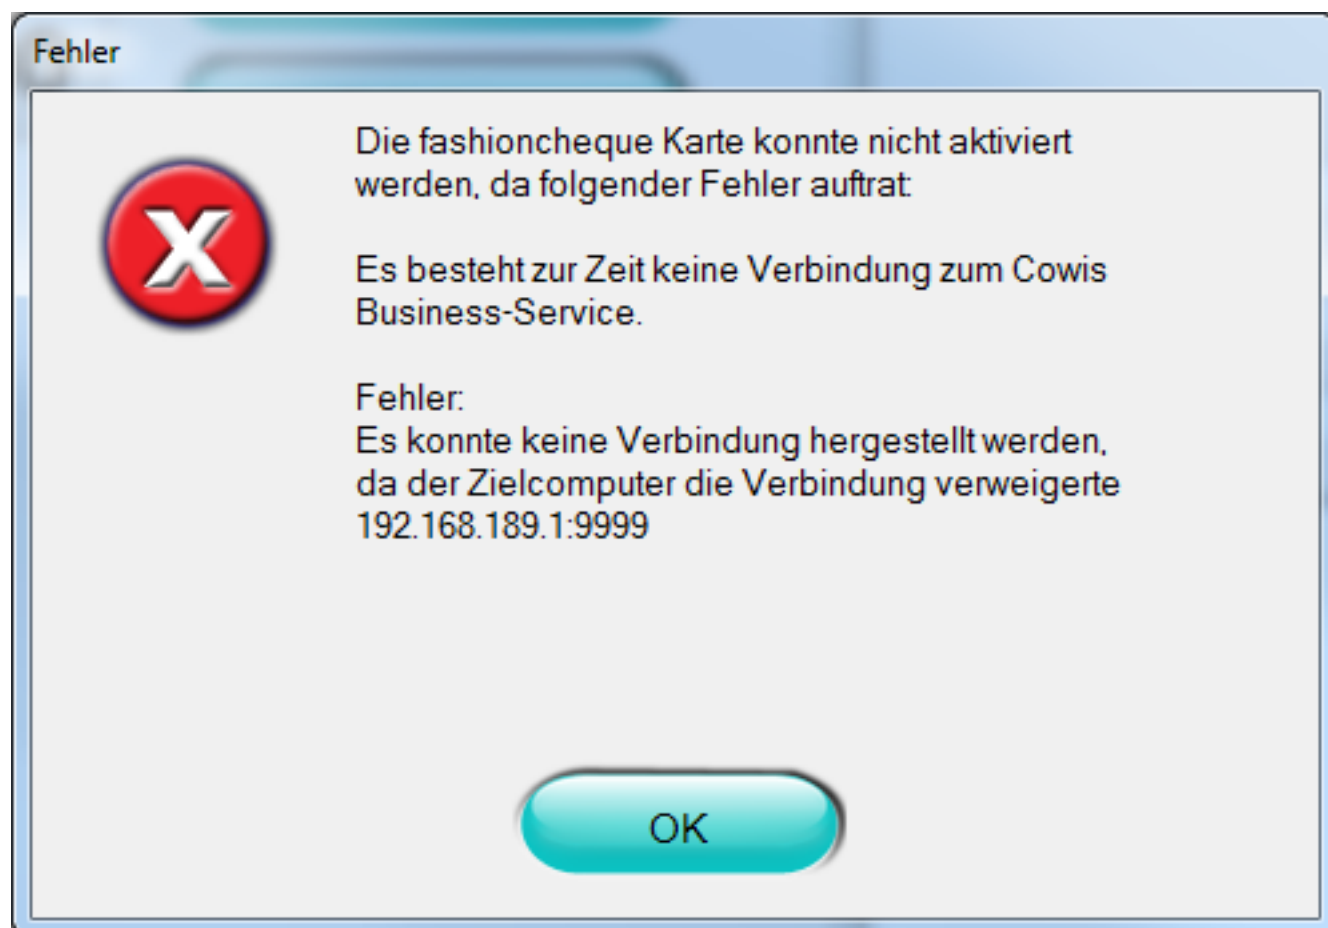 Fehler
Die fashioncheque Karte konnte nicht aktiviert
werden, da folgender Fehler auftrat:
Es besteht zur Zeit keine Verbindung zum Cowis
Business-Service.
Fehler:
Es konnte keine Verbindung hergestellt werden,
da der Zielcomputer die Verbindung verweigerte
192.168.189.1:9999
OK